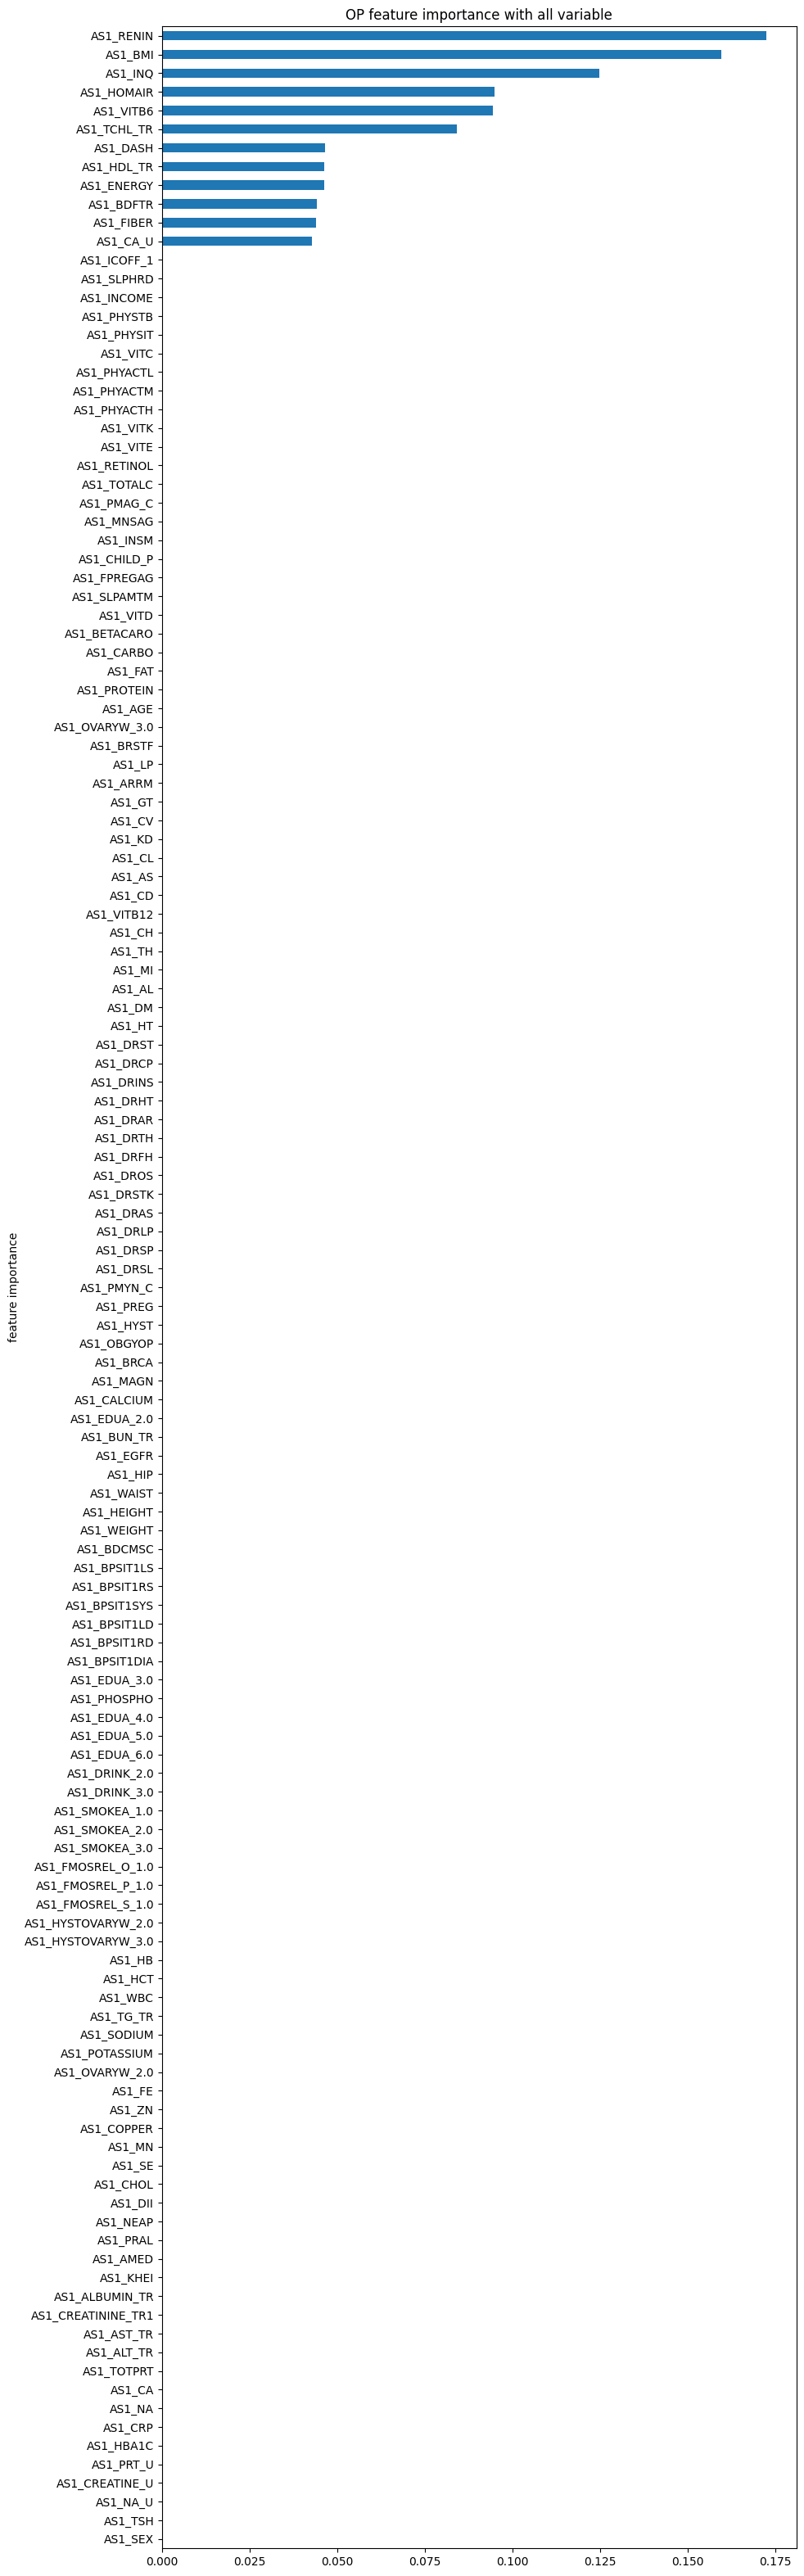 OP feature importance with all variable
AS1_RENIN
AS1_BMI
AS1_INQ
AS1_HOMAIR
AS1_VITB6
AS1_TCHL_TR
AS1_DASH
AS1_HDL_TR
AS1_ENERGY
AS1_BDFTR
AS1_FIBER
AS1_CA_U
AS1_ICOFF_1
AS1_SLPHRD
AS1_INCOME
AS1_PHYSTB
AS1_PHYSIT
AS1_VITC
AS1_PHYACTL
AS1_PHYACTM
AS1_PHYACTH
AS1_VITK
AS1_VITE
AS1_RETINOL
AS1_TOTALC
AS1_PMAG_C
AS1_MNSAG
AS1_INSM
AS1_CHILD_P
AS1_FPREGAG
AS1_SLPAMTM
AS1_VITD
AS1_BETACARO
AS1_CARBO
AS1_FAT
AS1_PROTEIN
AS1_AGE
AS1_OVARYW_3.0
AS1_BRSTF
AS1_LP
AS1_ARRM
AS1_GT
AS1_CV
AS1_KD
AS1_CL
AS1_AS
AS1_CD
AS1_VITB12
AS1_CH
AS1_TH
AS1_MI
AS1_AL
AS1_DM
AS1_HT
AS1_DRST
AS1_DRCP
AS1_DRINS
AS1_DRHT
AS1_DRAR
AS1_DRTH
AS1_DRFH
AS1_DROS
AS1_DRSTK
AS1_DRAS
AS1_DRLP
AS1_DRSP
AS1_DRSL
AS1_PMYN_C
AS1_PREG
AS1_HYST
AS1_OBGYOP
AS1_BRCA
AS1_MAGN
AS1_CALCIUM
AS1_EDUA_2.0
AS1_BUN_TR
AS1_EGFR
AS1_HIP
AS1_WAIST
AS1_HEIGHT
AS1_WEIGHT
AS1_BDCMSC
AS1_BPSIT1LS
AS1_BPSIT1RS
AS1_BPSIT1SYS
AS1_BPSIT1LD
AS1_BPSIT1RD
AS1_BPSIT1DIA
AS1_EDUA_3.0
AS1_PHOSPHO
AS1_EDUA_4.0
AS1_EDUA_5.0
AS1_EDUA_6.0
AS1_DRINK_2.0
AS1_DRINK_3.0
AS1_SMOKEA_1.0
AS1_SMOKEA_2.0
AS1_SMOKEA_3.0
AS1_FMOSREL_O_1.0
AS1_FMOSREL_P_1.0
AS1_FMOSREL_S_1.0
AS1_HYSTOVARYW_2.0
AS1_HYSTOVARYW_3.0
AS1_HB
AS1_HCT
AS1_WBC
AS1_TG_TR
AS1_SODIUM
AS1_POTASSIUM
AS1_OVARYW_2.0
AS1_FE
AS1_ZN
AS1_COPPER
AS1_MN
AS1_SE
AS1_CHOL
AS1_DII
AS1_NEAP
AS1_PRAL
AS1_AMED
AS1_KHEI
AS1_ALBUMIN_TR
AS1_CREATININE_TR1
AS1_AST_TR
AS1_ALT_TR
AS1_TOTPRT
AS1_CA
AS1_NA
AS1_CRP
AS1_HBA1C
AS1_PRT_U
AS1_CREATINE_U
AS1_NA_U
AS1_TSH
AS1_SEX
feature importance
0.000 0.025 0.050 0.075 0.100 0.125 0.150 0.175